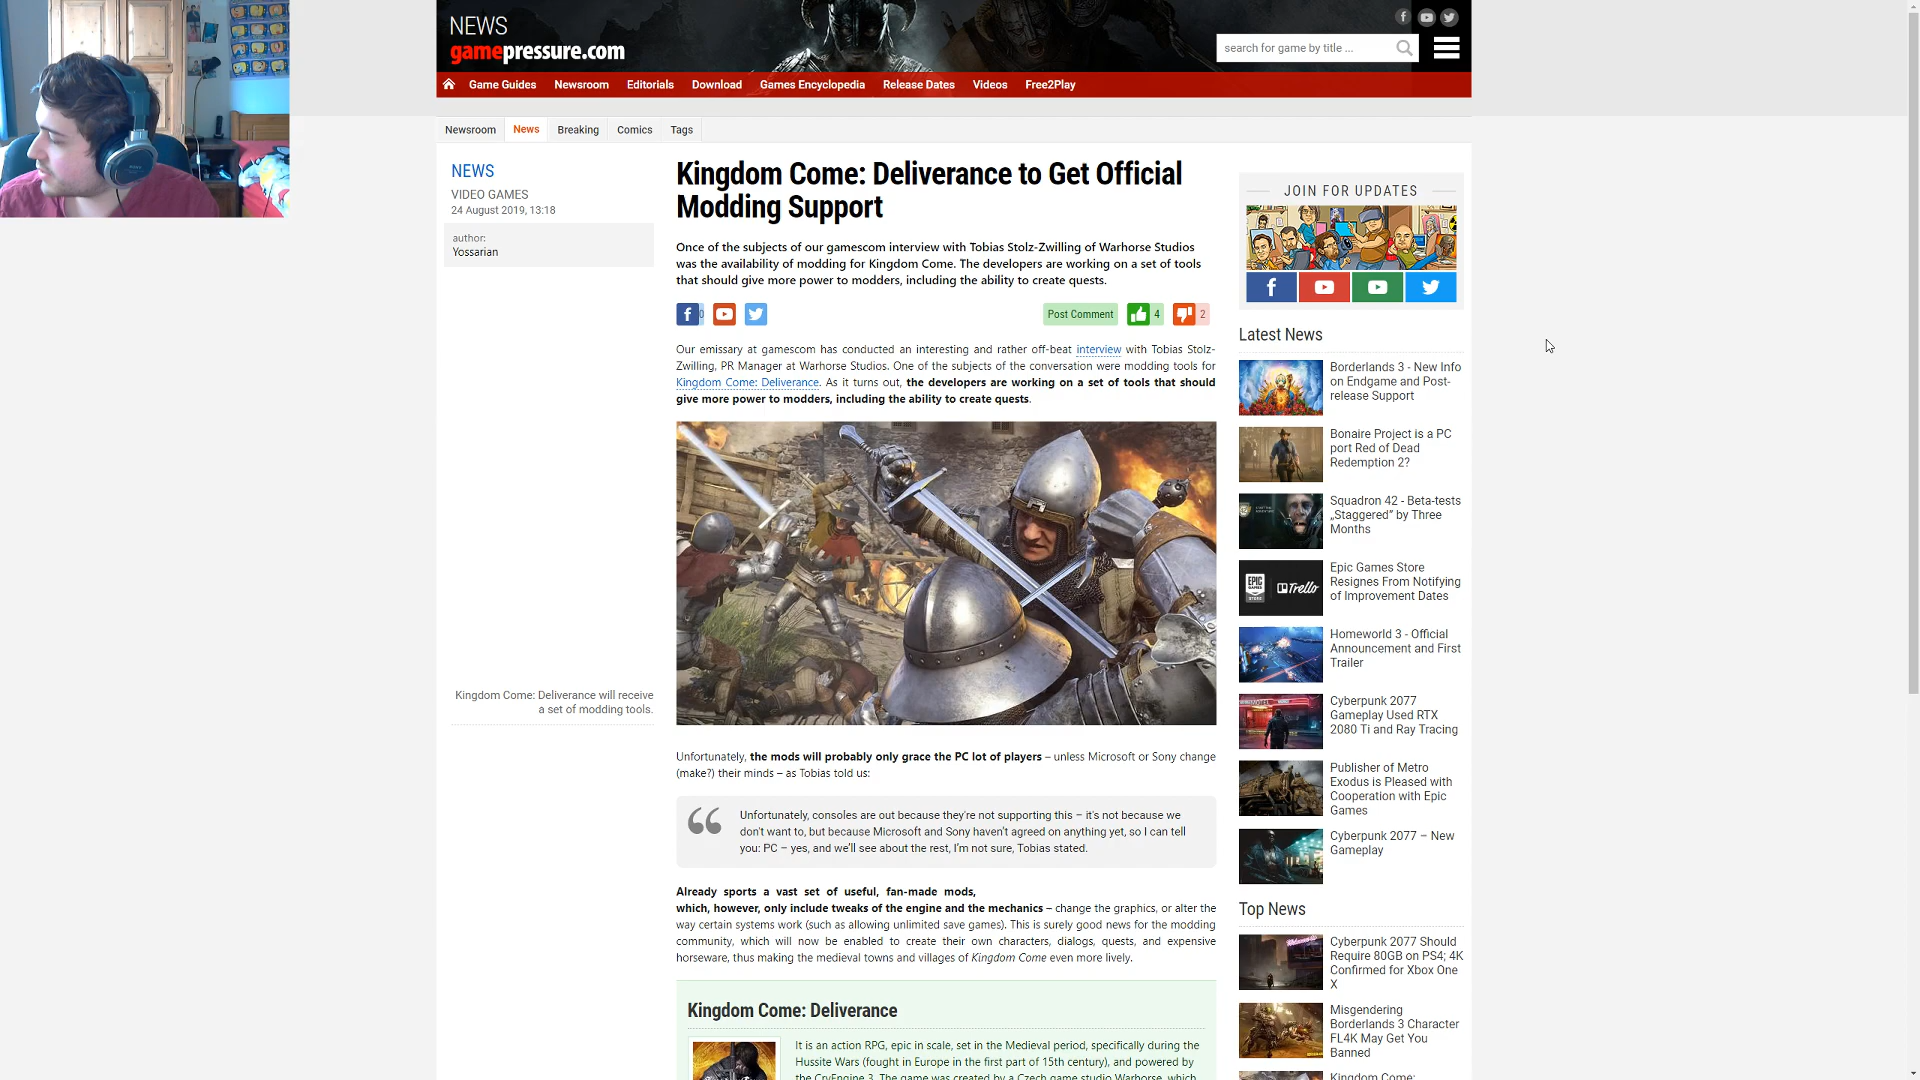 NEWS
gamepressure.com
search for game by title ...
Game Guides Newsroom Editorials Download Games Encyclopedia Release Dates Videos Free2Play
Newsroom News Breaking Comics Tags
NEWS
VIDEO GAMES
24 August 2019, 13:18
author:
Yossarian
Kingdom Come: Deliverance to Get Official
Modding Support
Once of the subjects of our gamescom interview with Tobias Stolz-Zwilling of Warhorse Studios
was the availability of modding for Kingdom Come. The developers are working on a set of tools
that should give more power to modders, including the ability to create quests.
0
Post Comment 4 2
Our emissary at gamescom has conducted an interesting and rather off-beat interview with Tobias Stolz-
Zwilling, PR Manager at Warhorse Studios. One of the subjects of the conversation were modding tools for
Kingdom Come: Deliverance. As it turns out, the developers are working on a set of tools that should
give more power to modders, including the ability to create quests.
Kingdom Come: Deliverance will receive
a set of modding tools.
Unfortunately, the mods will probably only grace the PC lot of players – unless Microsoft or Sony change
(make?) their minds – as Tobias told us:
Unfortunately, consoles are out because they're not supporting this – it's not because we
don't want to, but because Microsoft and Sony haven't agreed on anything yet, so I can tell
you: PC – yes, and we'll see about the rest, I'm not sure, Tobias stated.
Already sports a vast set of useful, fan-made mods,
which, however, only include tweaks of the engine and the mechanics – change the graphics, or alter the
way certain systems work (such as allowing unlimited save games). This is surely good news for the modding
community, which will now be enabled to create their own characters, dialogs, quests, and expensive
horseware, thus making the medieval towns and villages of Kingdom Come even more lively.
Kingdom Come: Deliverance
It is an action RPG, epic in scale, set in the Medieval period, specifically during the
Hussite Wars (fought in Europe in the first part of 15th century), and powered by
the CryEngine 3. The game was created by a Czech game studio Warhorse, which
JOIN FOR UPDATES
Latest News
Borderlands 3 - New Info
on Endgame and Post-
release Support
Bonaire Project is a PC
port Red of Dead
Redemption 2?
Squadron 42 - Beta-tests
„Staggered” by Three
Months
EPIC
GAMES
Trello
Epic Games Store
Resignes From Notifying
of Improvement Dates
Homeworld 3 - Official
Announcement and First
Trailer
Cyberpunk 2077
Gameplay Used RTX
2080 Ti and Ray Tracing
Publisher of Metro
Exodus is Pleased with
Cooperation with Epic
Games
Cyberpunk 2077 – New
Gameplay
Top News
Cyberpunk 2077 Should
Require 80GB on PS4; 4K
Confirmed for Xbox One
X
Misgendering
Borderlands 3 Character
FL4K May Get You
Banned
Kingdom Come: